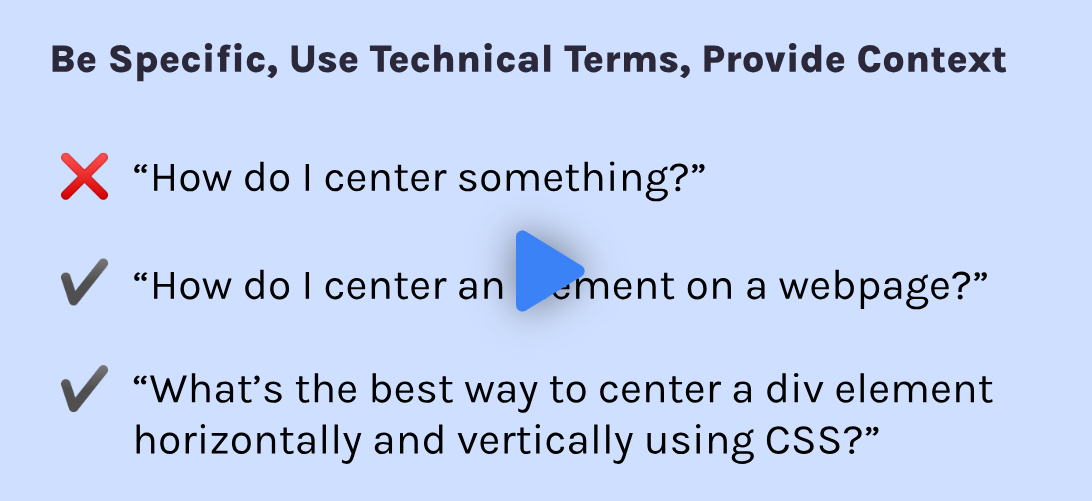 Be Specific, Use Technical Terms, Provide Context
“How do I center something?”
“How do I center an ement on a webpage?”
“What’s the best way to center a div element
horizontally and vertically using CSS?”